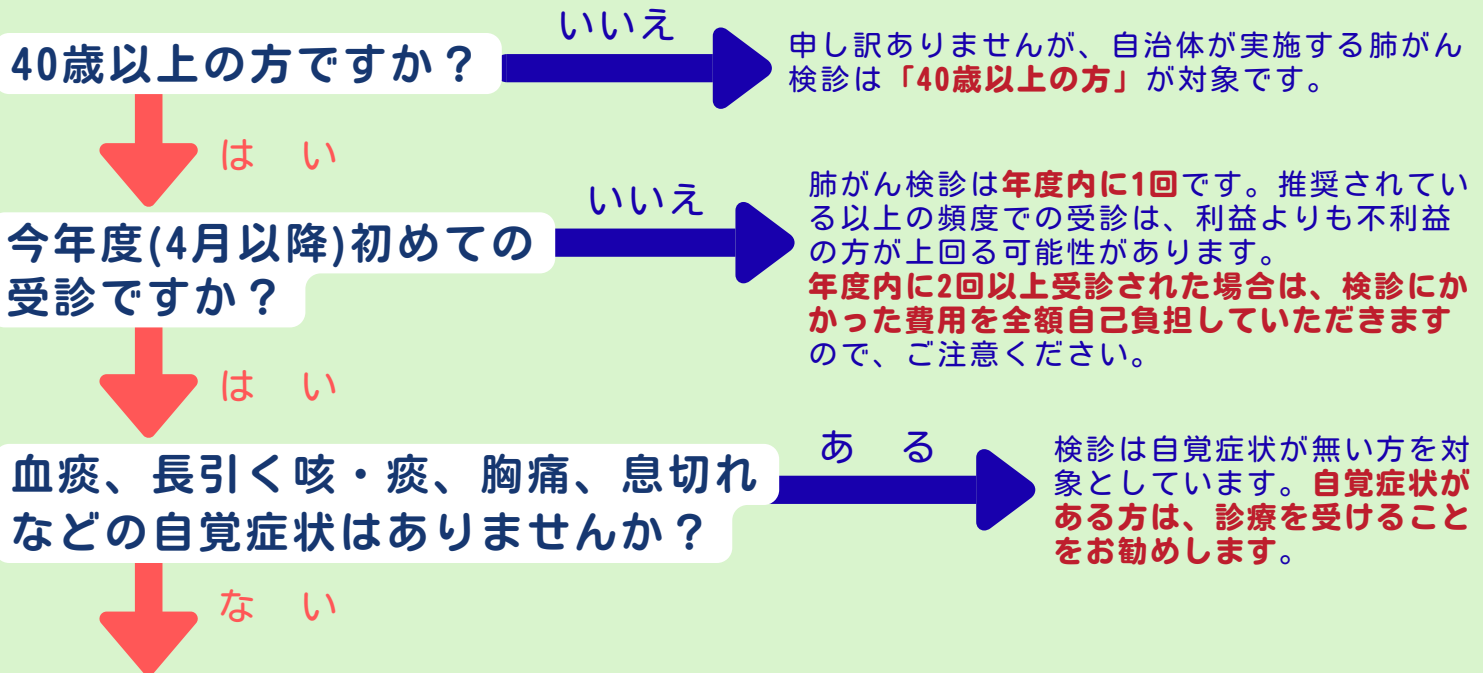 40歳以上の方ですか？
いいえ
申し訳ありませんが、自治体が実施する肺がん
検診は「40歳以上の方」が対象です。
は い
今年度(4月以降)初めての
受診ですか？
いいえ
肺がん検診は年度内に1回です。推奨されてい
る以上の頻度での受診は、利益よりも不利益
の方が上回る可能性があります。
年度内に2回以上受診された場合は、検診にか
かった費用を全額自己負担していただきます
ので、ご注意ください。
は い
血痰、長引く咳・痰、胸痛、息切れ
などの自覚症状はありませんか？
あ る
検診は自覚症状が無い方を対
象としています。自覚症状が
ある方は、診療を受けること
をお勧めします。
な い